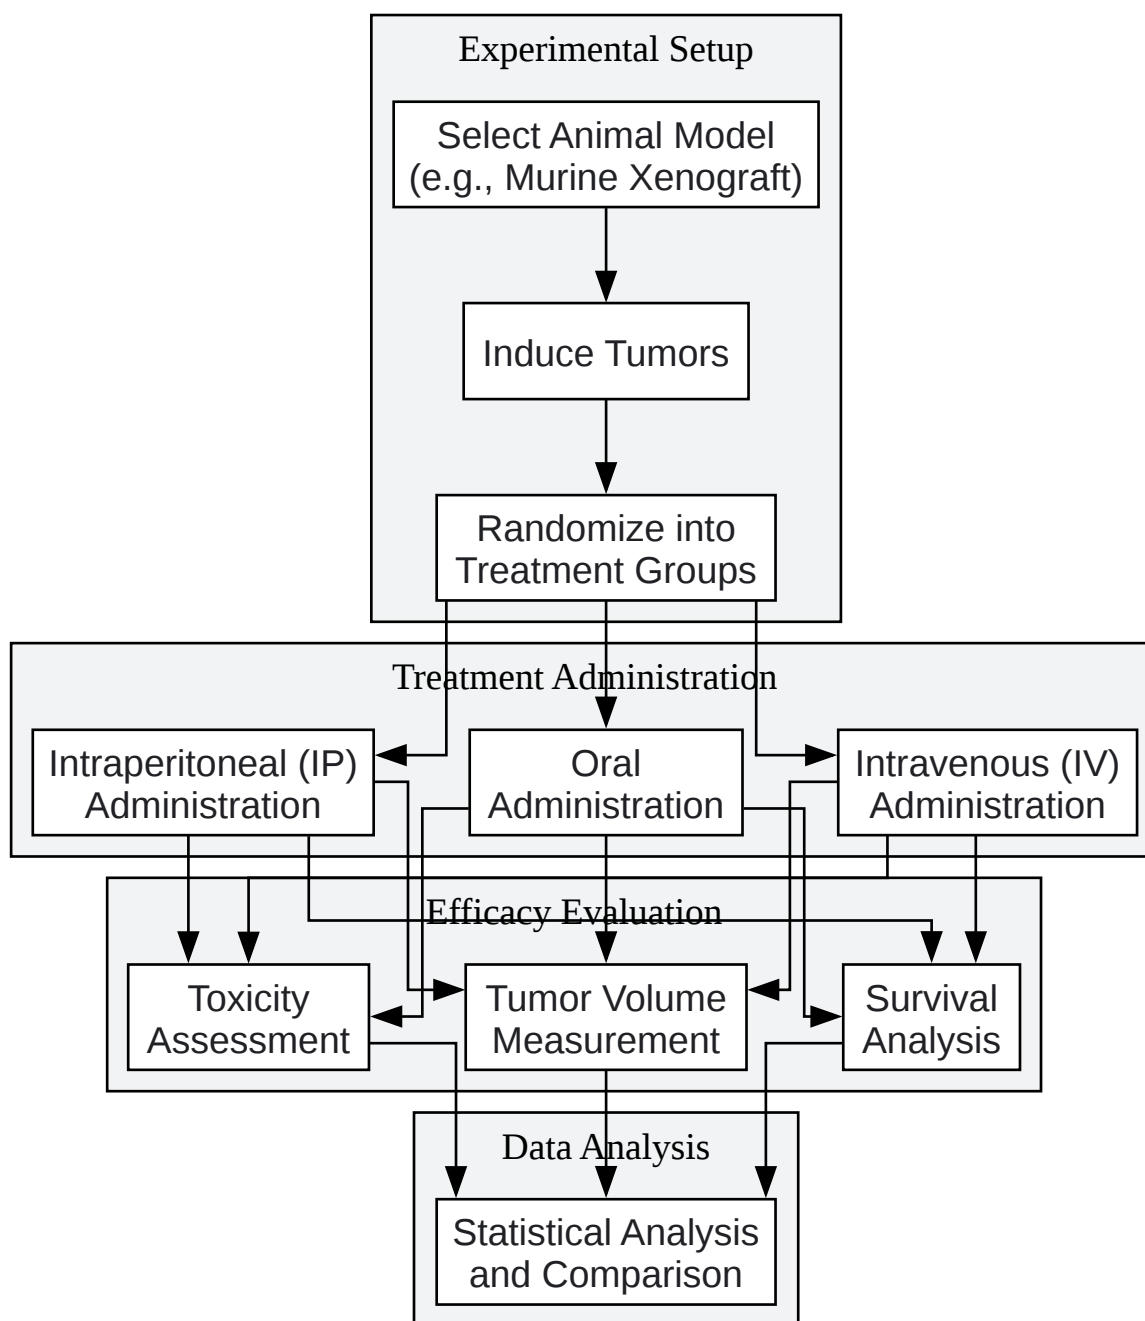 Experimental Setup
Select Animal Model
(e.g., Murine Xenograft)
Induce Tumors
Randomize into
Treatment Groups
Treatment Administration
Intraperitoneal (IP)
Administration
Oral
Administration
Intravenous (IV)
Administration
Efficacy Evaluation
Toxicity
Assessment
Tumor Volume
Measurement
Survival
Analysis
Data Analysis
Statistical Analysis
and Comparison